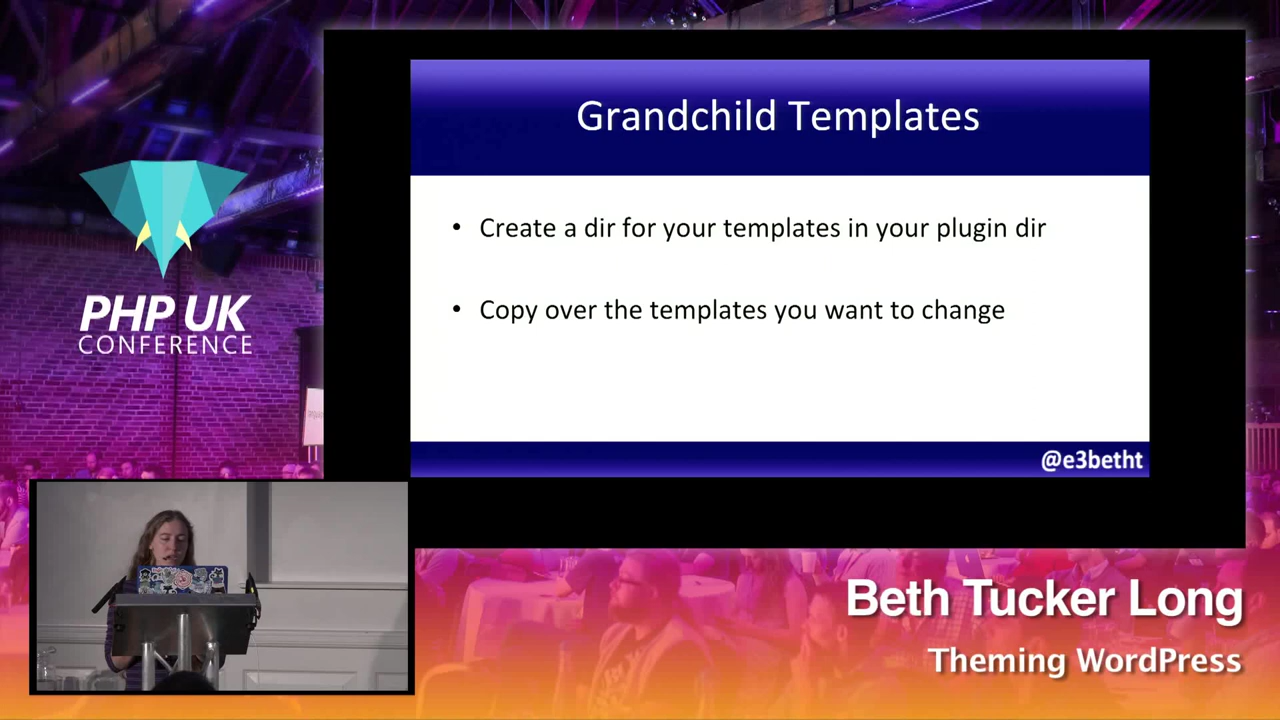 Grandchild Templates
• Create a dir for your templates in your plugin dir
• Copy over the templates you want to change
@e3betht
PHP UK
CONFERENCE
Beth Tucker Long
Theming WordPress